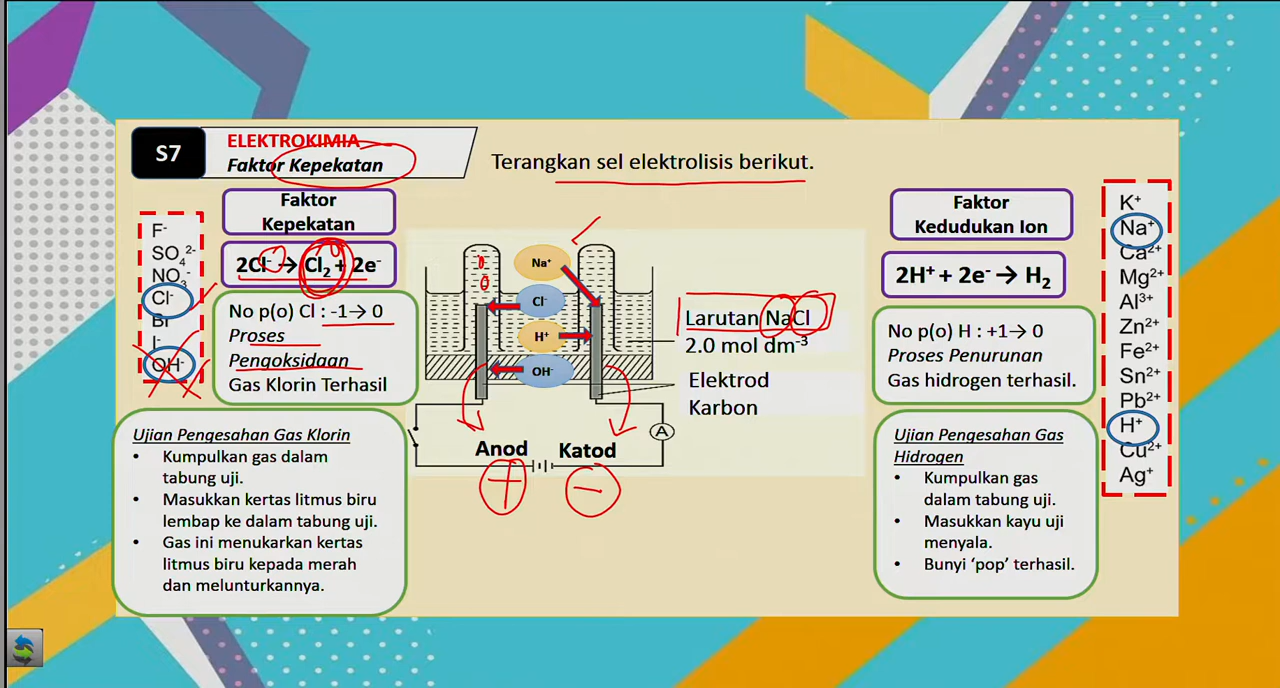 S7
ELEKTROKIMIA
Faktor Kepekatan
Terangkan sel elektrolisis berikut.
F⁻
SO₄²⁻
NO₃⁻
Cl⁻
Br⁻
I⁻
OH⁻
Faktor
Kepekatan
2Cl⁻ → Cl₂ + 2e⁻
No p(o) Cl : -1→ 0
Proses
Pengoksidaan
Gas Klorin Terhasil
Ujian Pengesahan Gas Klorin
• Kumpulkan gas dalam
tabung uji.
• Masukkan kertas litmus biru
lembap ke dalam tabung uji.
• Gas ini menukarkan kertas
litmus biru kepada merah
dan melunturkannya.
Na⁺
Cl⁻
H⁺
OH⁻
Larutan NaCl
2.0 mol dm⁻³
Elektrod
Karbon
A
Anod
Katod
+
−
Faktor
Kedudukan Ion
2H⁺ + 2e⁻ → H₂
No p(o) H : +1→ 0
Proses Penurunan
Gas hidrogen terhasil.
Ujian Pengesahan Gas
Hidrogen
• Kumpulkan gas
dalam tabung uji.
• Masukkan kayu uji
menyala.
• Bunyi ‘pop’ terhasil.
K⁺
Na⁺
Ca²⁺
Mg²⁺
Al³⁺
Zn²⁺
Fe²⁺
Sn²⁺
Pb²⁺
H⁺
Cu²⁺
Ag⁺